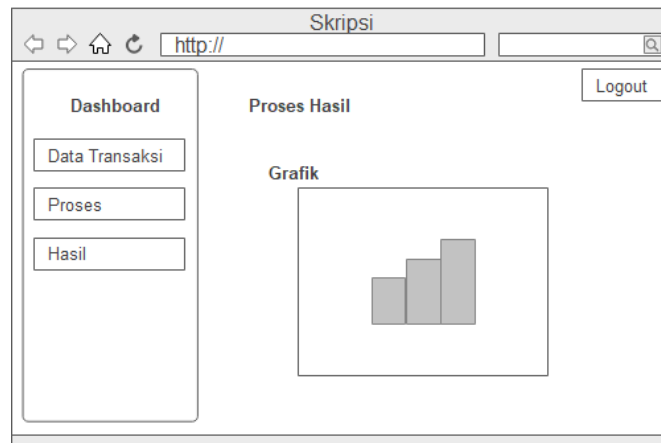 Skripsi
http://
Logout
Dashboard
Proses Hasil
Data Transaksi
Grafik
Proses
Hasil